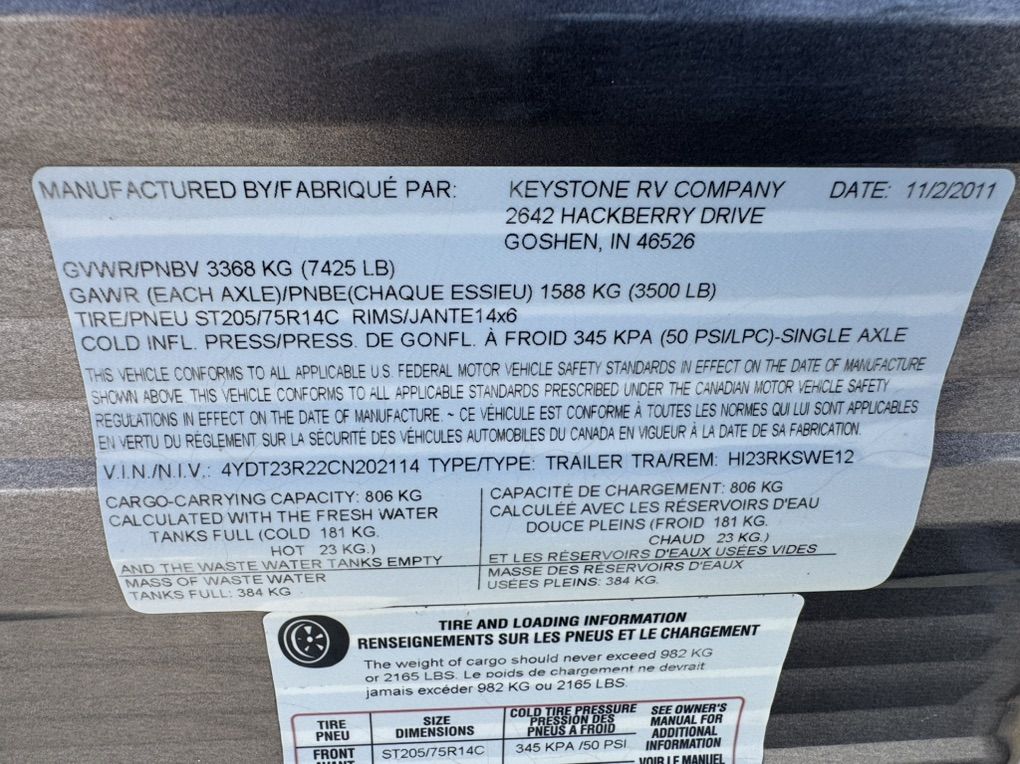 MANUFACTURED BY/FABRIQUÉ PAR: KEYSTONE RV COMPANY DATE: 11/2/2011
2642 HACKBERRY DRIVE
GOSHEN, IN 46526
GVWR/PNBV 3368 KG (7425 LB)
GAWR (EACH AXLE)/PNBE(CHAQUE ESSIEU) 1588 KG (3500 LB)
TIRE/PNEU ST205/75R14C RIMS/JANTE14x6
COLD INFL. PRESS/PRESS. DE GONFL. À FROID 345 KPA (50 PSI/LPC)-SINGLE AXLE
THIS VEHICLE CONFORMS TO ALL APPLICABLE U.S. FEDERAL MOTOR VEHICLE SAFETY STANDARDS IN EFFECT ON THE DATE OF MANUFACTURE
SHOWN ABOVE. THIS VEHICLE CONFORMS TO ALL APPLICABLE STANDARDS PRESCRIBED UNDER THE CANADIAN MOTOR VEHICLE SAFETY
REGULATIONS IN EFFECT ON THE DATE OF MANUFACTURE. ~ CE VÉHICULE EST CONFORME À TOUTES LES NORMES QUI LUI SONT APPLICABLES
EN VERTU DU RÉGLEMENT SUR LA SÉCURITÉ DES VÉHICULES AUTOMOBILES DU CANADA EN VIGUEUR À LA DATE DE SA FABRICATION.
V.I.N./N.I.V.: 4YDT23R22CN202114 TYPE/TYPE: TRAILER TRA/REM: HI23RKSWE12
CARGO-CARRYING CAPACITY: 806 KG
CALCULATED WITH THE FRESH WATER
TANKS FULL (COLD 181 KG.
HOT 23 KG.)
AND THE WASTE WATER TANKS EMPTY
MASS OF WASTE WATER
TANKS FULL: 384 KG
CAPACITÉ DE CHARGEMENT: 806 KG
CALCULÉE AVEC LES RÉSERVOIRS D'EAU
DOUCE PLEINS (FROID 181 KG.
CHAUD 23 KG.)
ET LES RÉSERVOIRS D'EAUX USÉES VIDES
MASSE DES RÉSERVOIRS D'EAUX
USÉES PLEINS: 384 KG.
TIRE AND LOADING INFORMATION
RENSEIGNEMENTS SUR LES PNEUS ET LE CHARGEMENT
The weight of cargo should never exceed 982 KG
or 2165 LBS. Le poids de chargement ne devrait
jamais excéder 982 KG ou 2165 LBS.
TIRE
PNEU
SIZE
DIMENSIONS
COLD TIRE PRESSURE
PRESSION DES
PNEUS A FROID
SEE OWNER'S
MANUAL FOR
ADDITIONAL
INFORMATION
VOIR LE MANUEL
FRONT
AVANT
ST205/75R14C
345 KPA /50 PSI